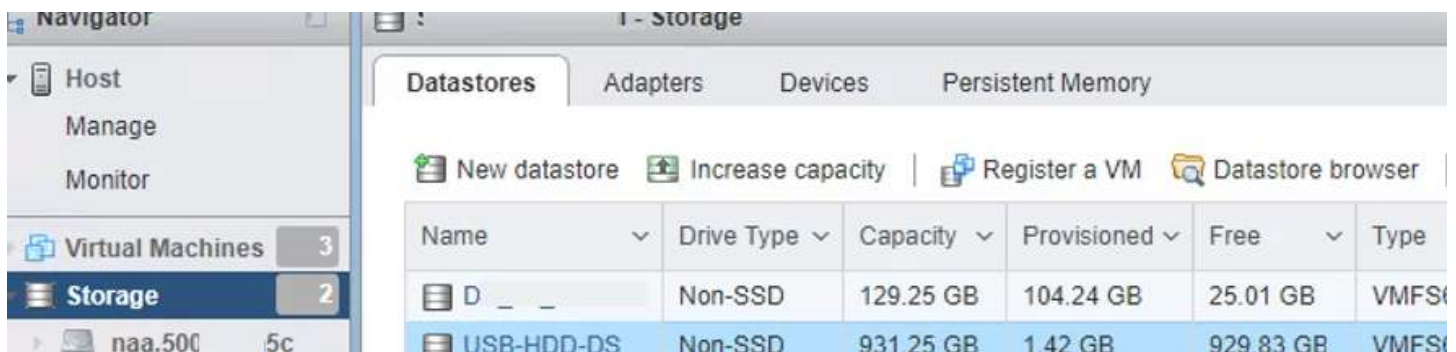 Navigator
- Storage
Host
Manage
Monitor
Datastores Adapters Devices Persistent Memory
New datastore Increase capacity | Register a VM Datastore browser
Virtual Machines 3
Storage 2
Name Drive Type Capacity Provisioned Free Type
D _ _ Non-SSD 129.25 GB 104.24 GB 25.01 GB VMFS6
naa.500 5c
USB-HDD-DS Non-SSD 931.25 GB 1.42 GB 929.83 GB VMFS6